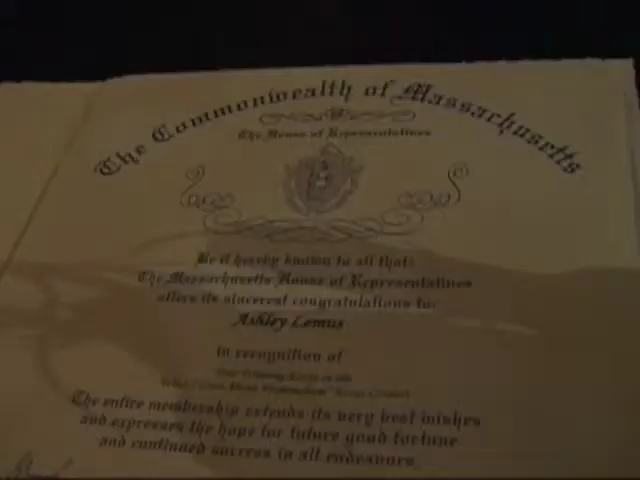 The Commonwealth of Massachusetts
The House of Representatives
Be it hereby known to all that:
The Massachusetts House of Representatives
offers its sincerest congratulations to:
Ashley Lemus
in recognition of
The entire membership extends its very best wishes
and expresses the hope for future good fortune
and continued success in all endeavors.